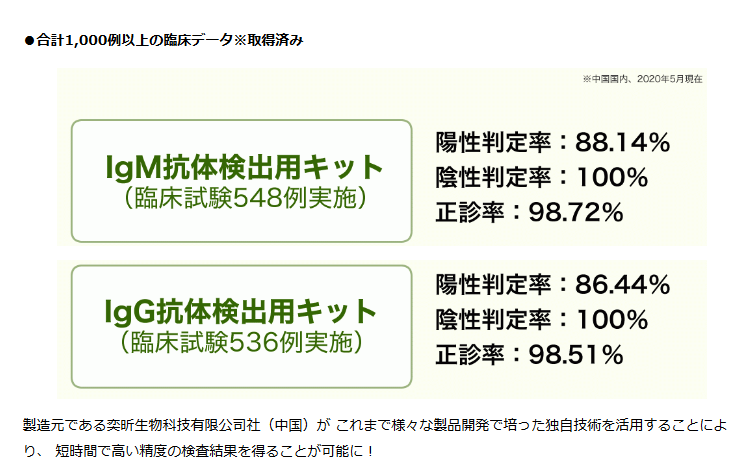 ●合計1,000例以上の臨床データ※取得済み
※中国国内、2020年5月現在
IgM抗体検出用キット
（臨床試験548例実施）
陽性判定率：88.14%
陰性判定率：100%
正診率：98.72%
IgG抗体検出用キット
（臨床試験536例実施）
陽性判定率：86.44%
陰性判定率：100%
正診率：98.51%
製造元である奕昕生物科技有限公司社（中国）が これまで様々な製品開発で培った独自技術を活用することによ
り、 短時間で高い精度の検査結果を得ることが可能に！